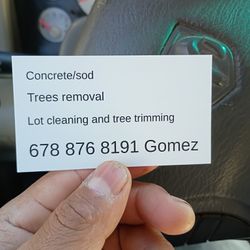 Concrete/sod
Trees removal
Lot cleaning and tree trimming
678 876 8191 Gomez